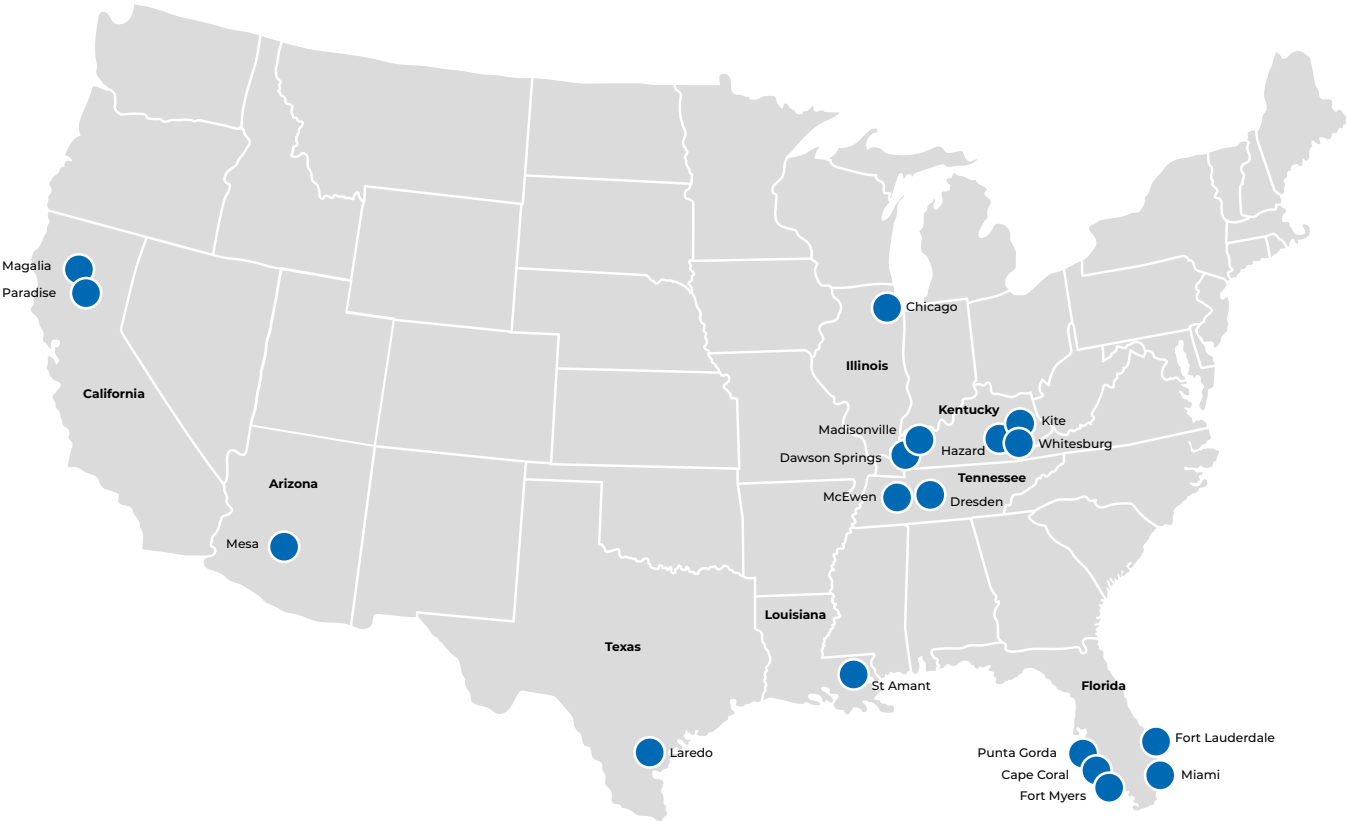 Magalia
Paradise
California
Chicago
Illinois
Kentucky
Kite
Madisonville
Whitesburg
Hazard
Dawson Springs
Tennessee
Arizona
McEwen
Dresden
Mesa
Louisiana
Texas
St Amant
Florida
Fort Lauderdale
Laredo
Punta Gorda
Cape Coral
Miami
Fort Myers